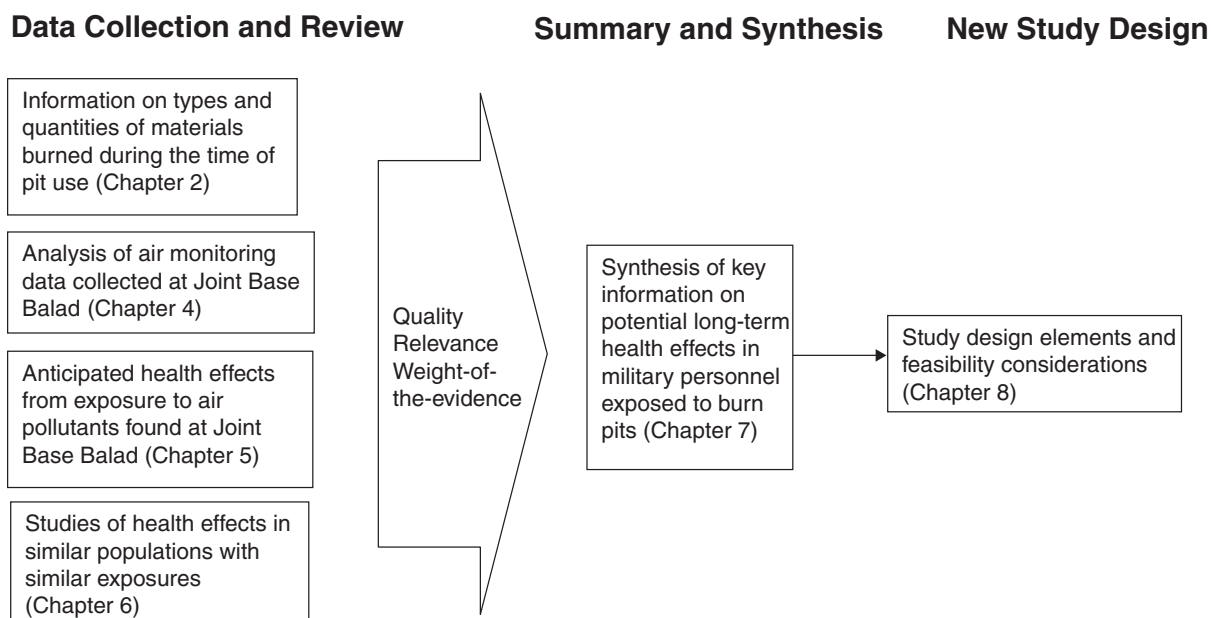 Data Collection and Review
Summary and Synthesis
New Study Design
Information on types and
quantities of materials
burned during the time of
pit use (Chapter 2)
Analysis of air monitoring
data collected at Joint Base
Balad (Chapter 4)
Anticipated health effects
from exposure to air
pollutants found at Joint
Base Balad (Chapter 5)
Studies of health effects in
similar populations with
similar exposures
(Chapter 6)
Quality
Relevance
Weight-of-
the-evidence
Synthesis of key
information on
potential long-term
health effects in
military personnel
exposed to burn
pits (Chapter 7)
Study design elements and
feasibility considerations
(Chapter 8)